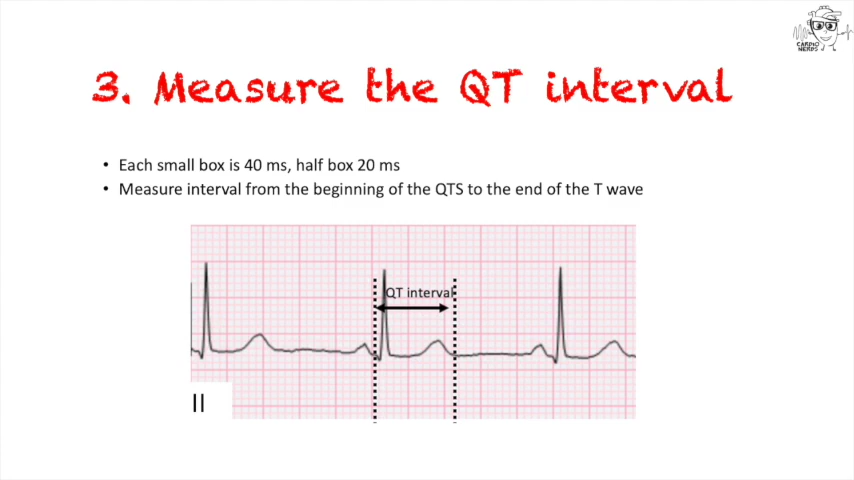 CARDIO
NERDS
3. Measure the QT interval
• Each small box is 40 ms, half box 20 ms
• Measure interval from the beginning of the QTS to the end of the T wave
QT interval
II